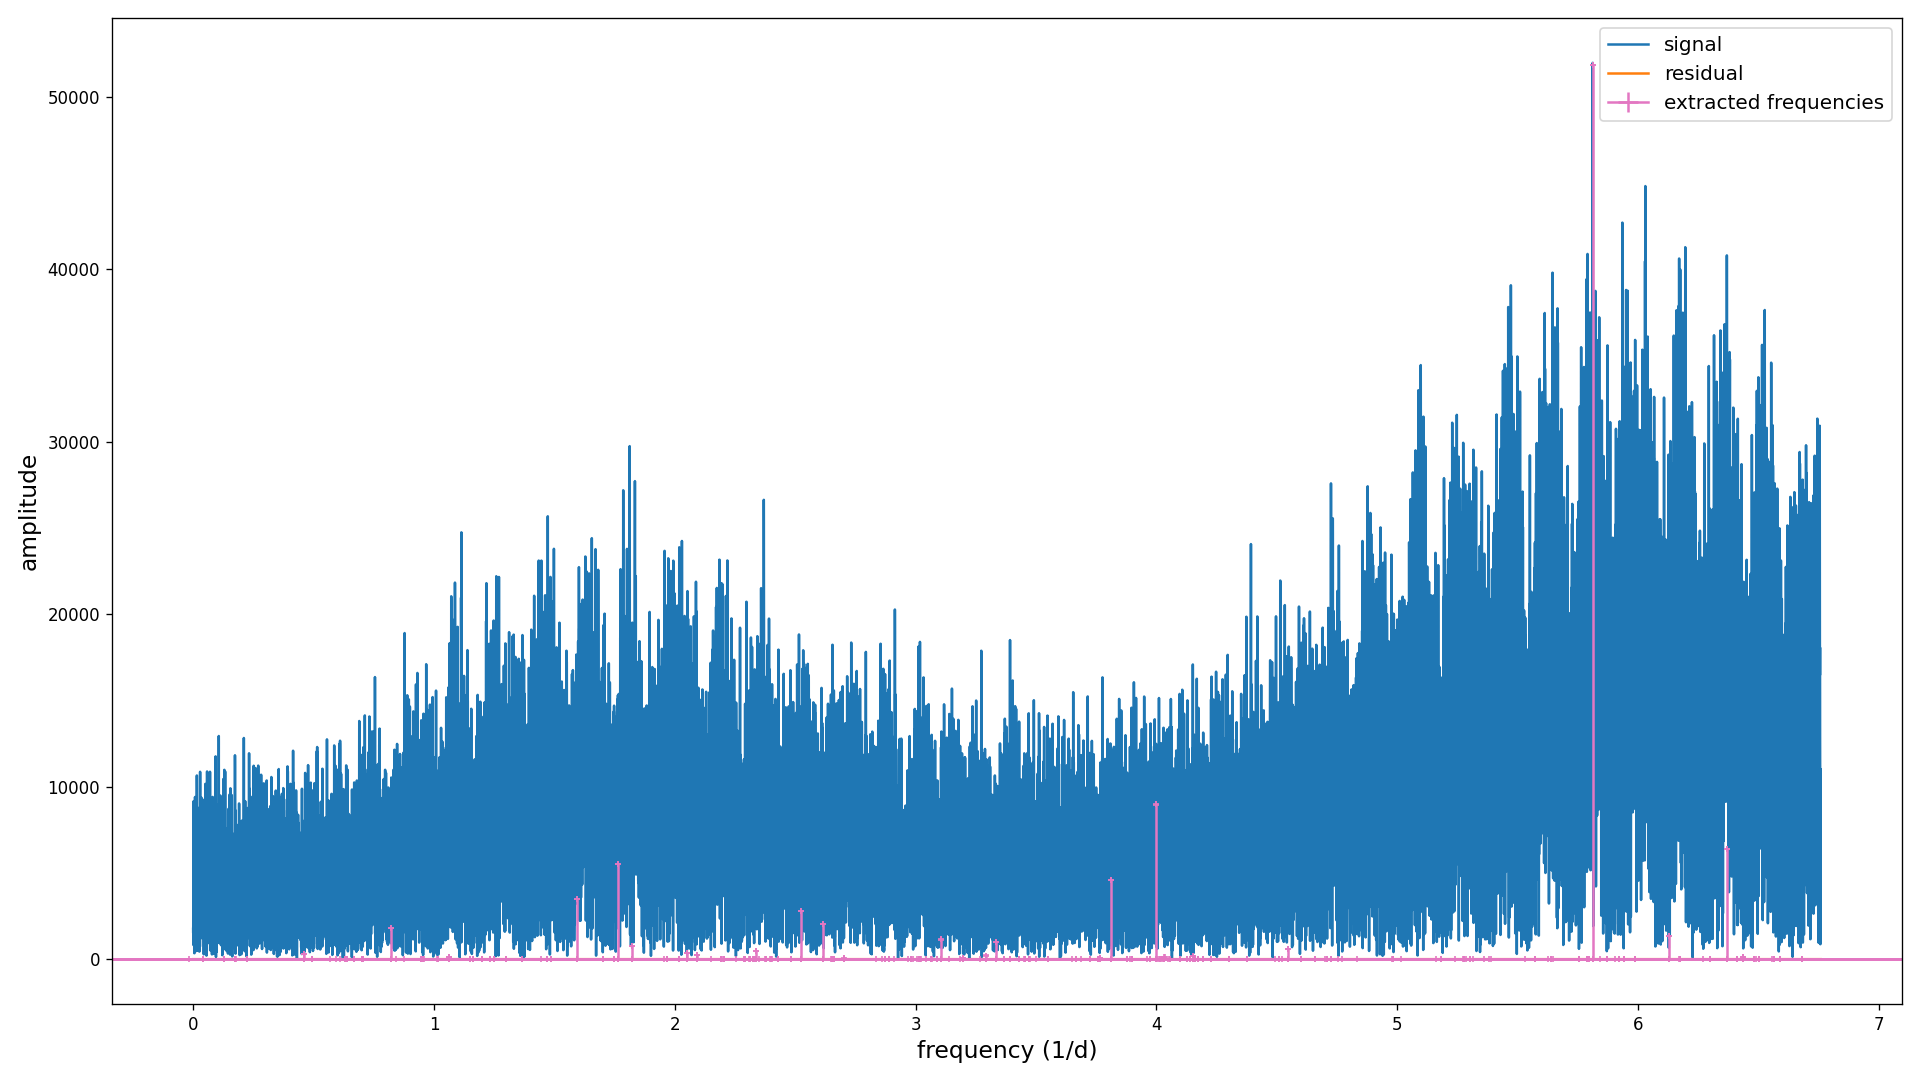 signal
residual
extracted frequencies
50000
40000
30000
20000
10000
0
amplitude
0 1 2 3 4 5 6 7
frequency (1/d)